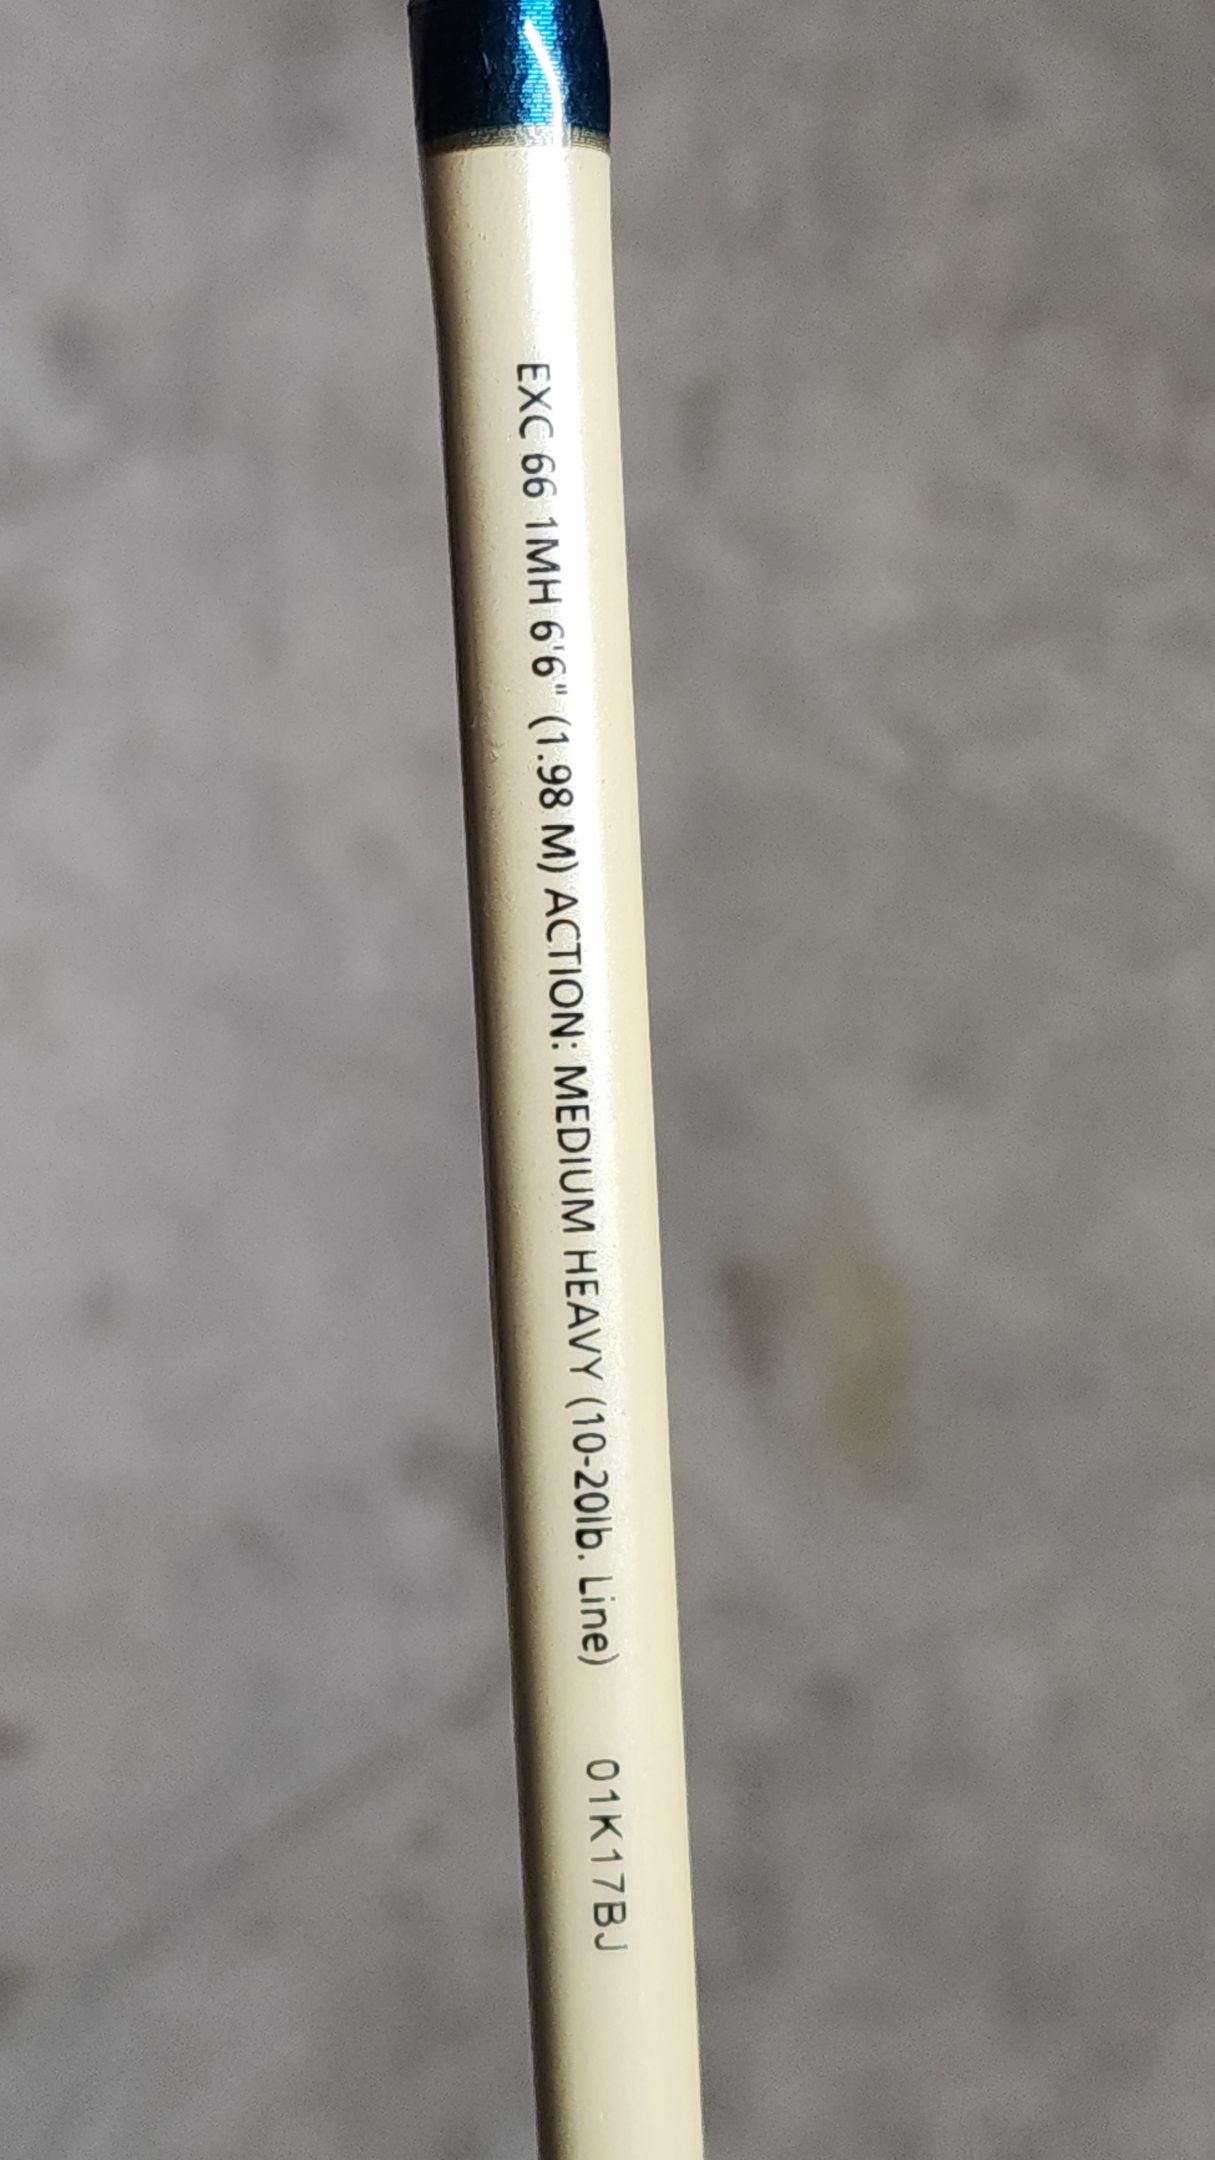 EXC 66 1MH 6'6" (1.98 M) ACTION: MEDIUM HEAVY (10-20lb. Line) 01K17BJ